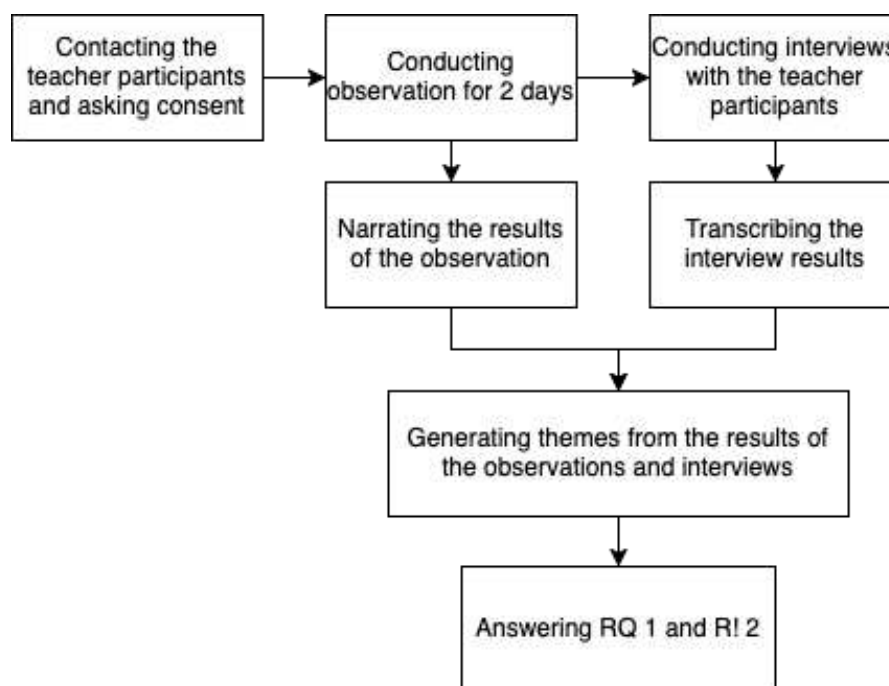 Contacting the
teacher participants
and asking consent
Conducting
observation for 2 days
Conducting interviews
with the teacher
participants
Narrating the results
of the observation
Transcribing the
interview results
Generating themes from the results of
the observations and interviews
Answering RQ 1 and R! 2